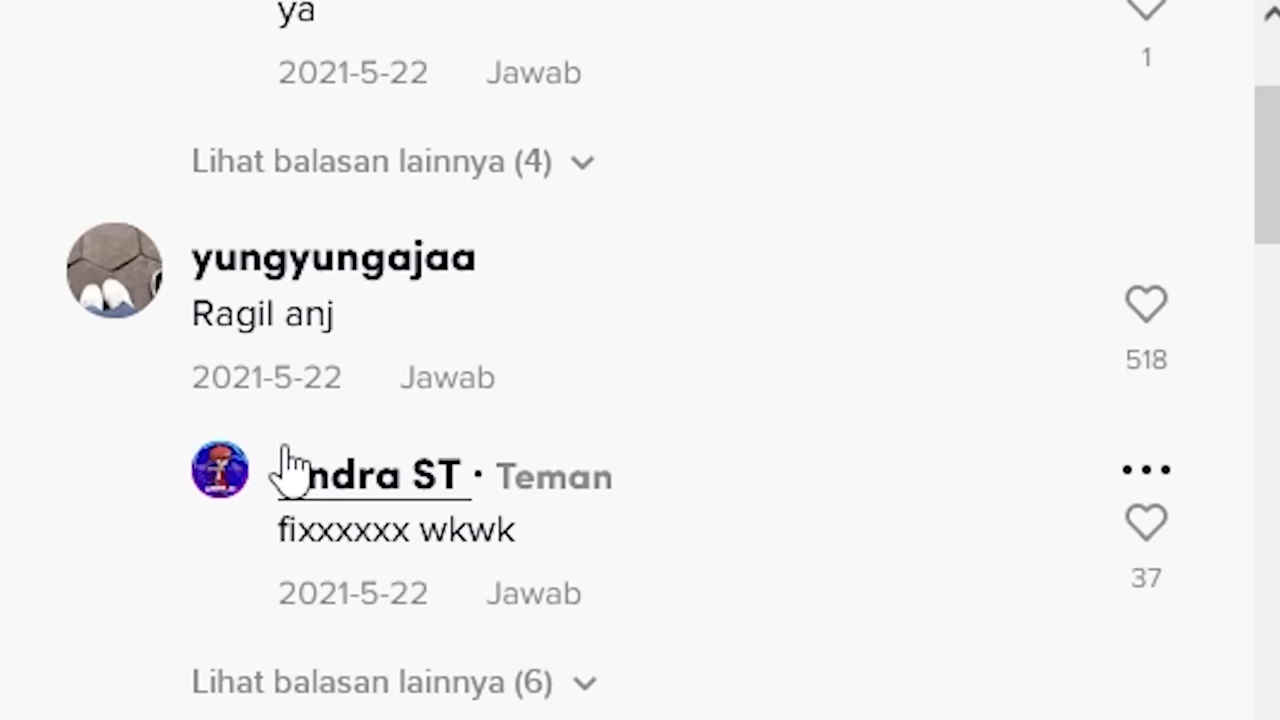 ya
1
2021-5-22 Jawab
Lihat balasan lainnya (4)
yungyungajaa
Ragil anj
518
2021-5-22 Jawab
ST · Teman
fixxxxxx wkwk
37
2021-5-22 Jawab
Lihat balasan lainnya (6)